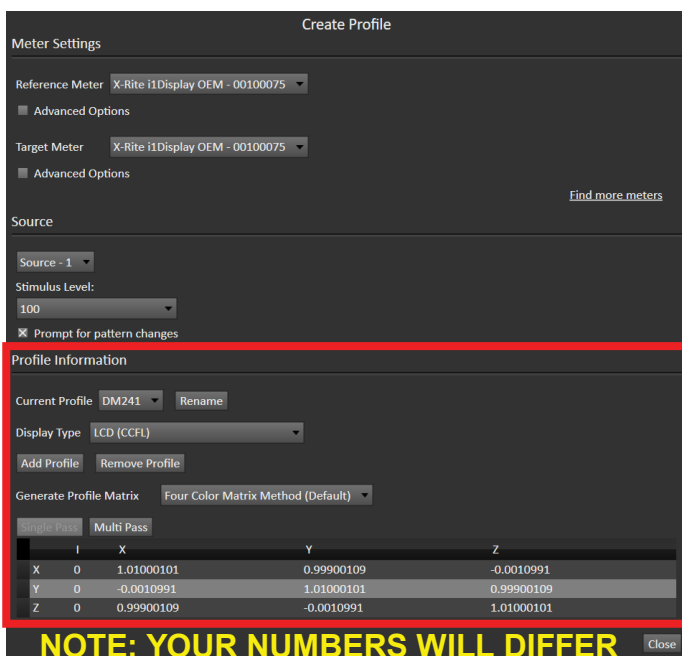 Create Profile
Meter Settings
Reference Meter X-Rite i1Display OEM - 00100075
Advanced Options
Target Meter X-Rite i1Display OEM - 00100075
Advanced Options
Find more meters
Source
Source - 1
Stimulus Level:
100
Prompt for pattern changes
Profile Information
Current Profile DM241 Rename
Display Type LCD (CCFL)
Add Profile Remove Profile
Generate Profile Matrix Four Color Matrix Method (Default)
Single Pass Multi Pass
I X Y Z
X 0 1.01000101 0.99900109 -0.0010991
Y 0 -0.0010991 1.01000101 0.99900109
Z 0 0.99900109 -0.0010991 1.01000101
NOTE: YOUR NUMBERS WILL DIFFER Close